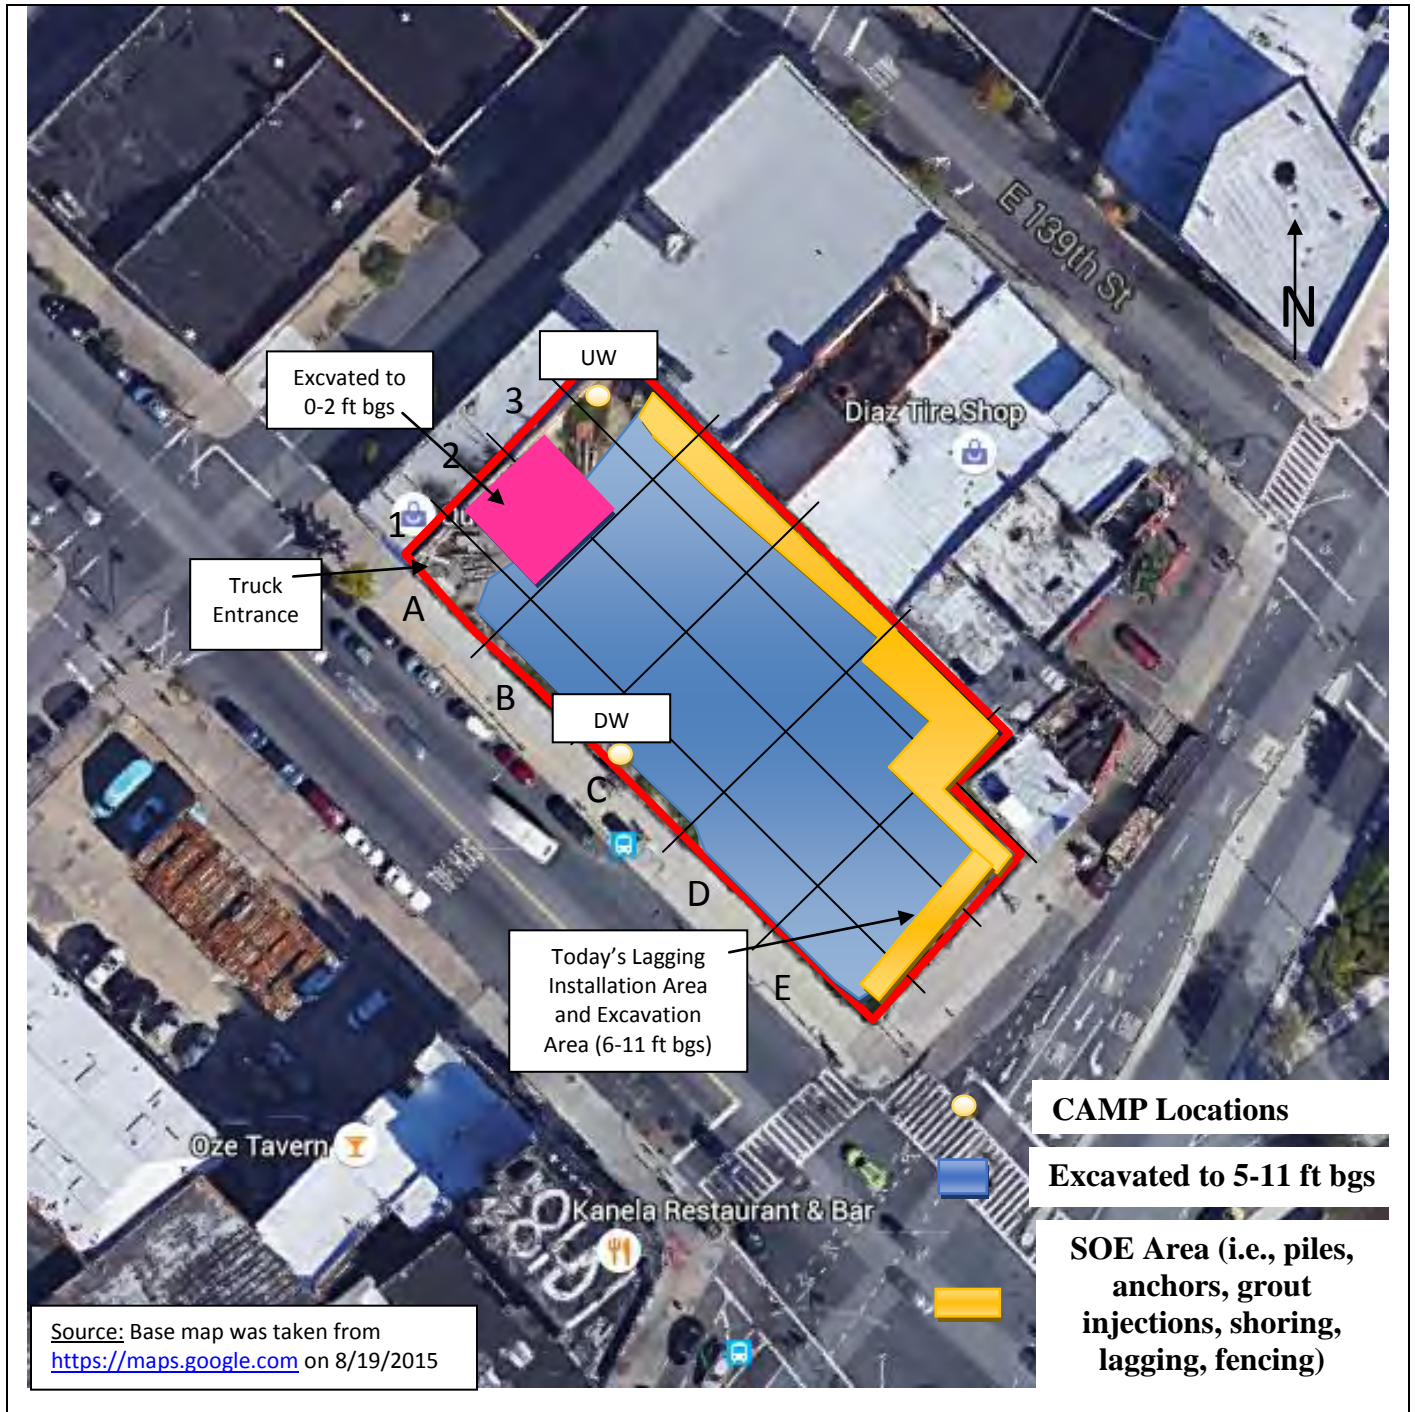 E 139th St
N
UW
Excvated to
0-2 ft bgs
3
Diaz Tire Shop
2
1
Truck
Entrance
A
B
DW
C
D
Today's Lagging
Installation Area
and Excavation
Area (6-11 ft bgs)
E
CAMP Locations
Oze Tavern
Excavated to 5-11 ft bgs
Kanela Restaurant & Bar
SOE Area (i.e., piles,
anchors, grout
injections, shoring,
lagging, fencing)
Source: Base map was taken from
https://maps.google.com on 8/19/2015